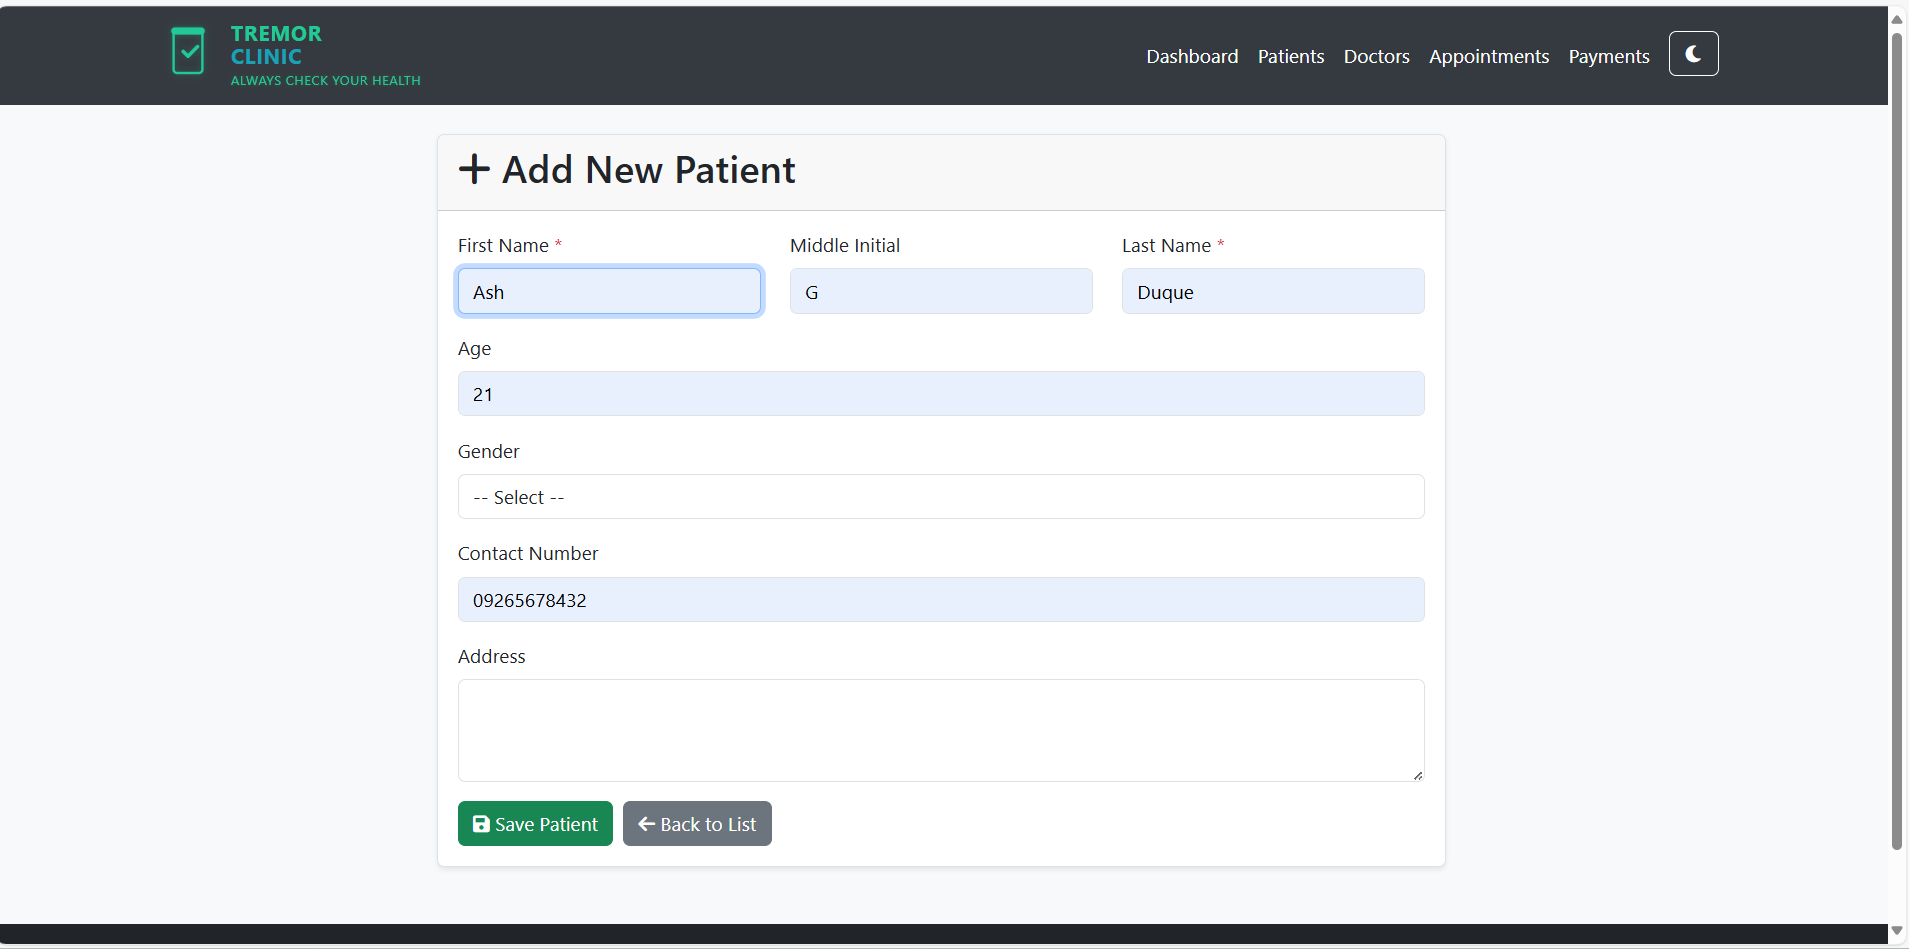 TREMOR
CLINIC
ALWAYS CHECK YOUR HEALTH
Dashboard Patients Doctors Appointments Payments
Add New Patient
First Name * Middle Initial Last Name *
Ash G Duque
Age
21
Gender
-- Select --
Contact Number
09265678432
Address
Save Patient Back to List